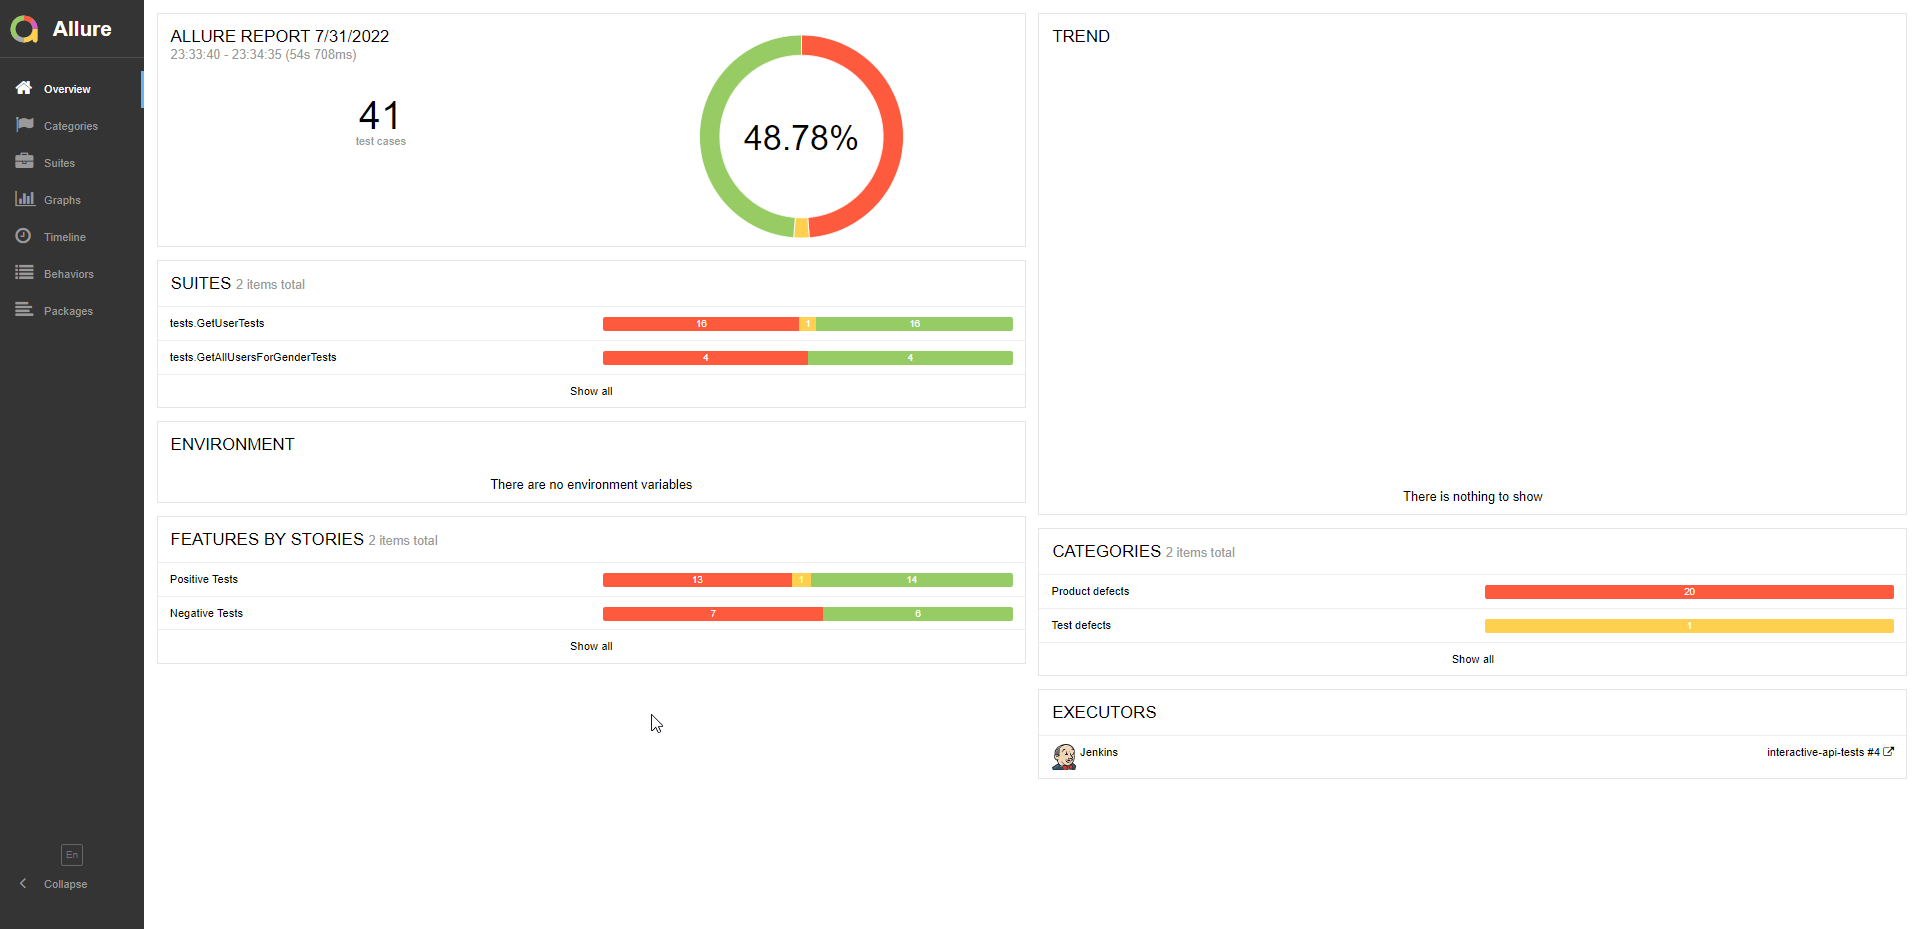 Allure
Overview
Categories
Suites
Graphs
Timeline
Behaviors
Packages
En
Collapse
ALLURE REPORT 7/31/2022
23:33:40 - 23:34:35 (54s 708ms)
41
test cases
48.78%
SUITES 2 items total
tests.GetUserTests 16 1 16
tests.GetAllUsersForGenderTests 4 4
Show all
ENVIRONMENT
There are no environment variables
FEATURES BY STORIES 2 items total
Positive Tests 13 1 14
Negative Tests 7 6
Show all
TREND
There is nothing to show
CATEGORIES 2 items total
Product defects 20
Test defects 1
Show all
EXECUTORS
Jenkins interactive-api-tests #4